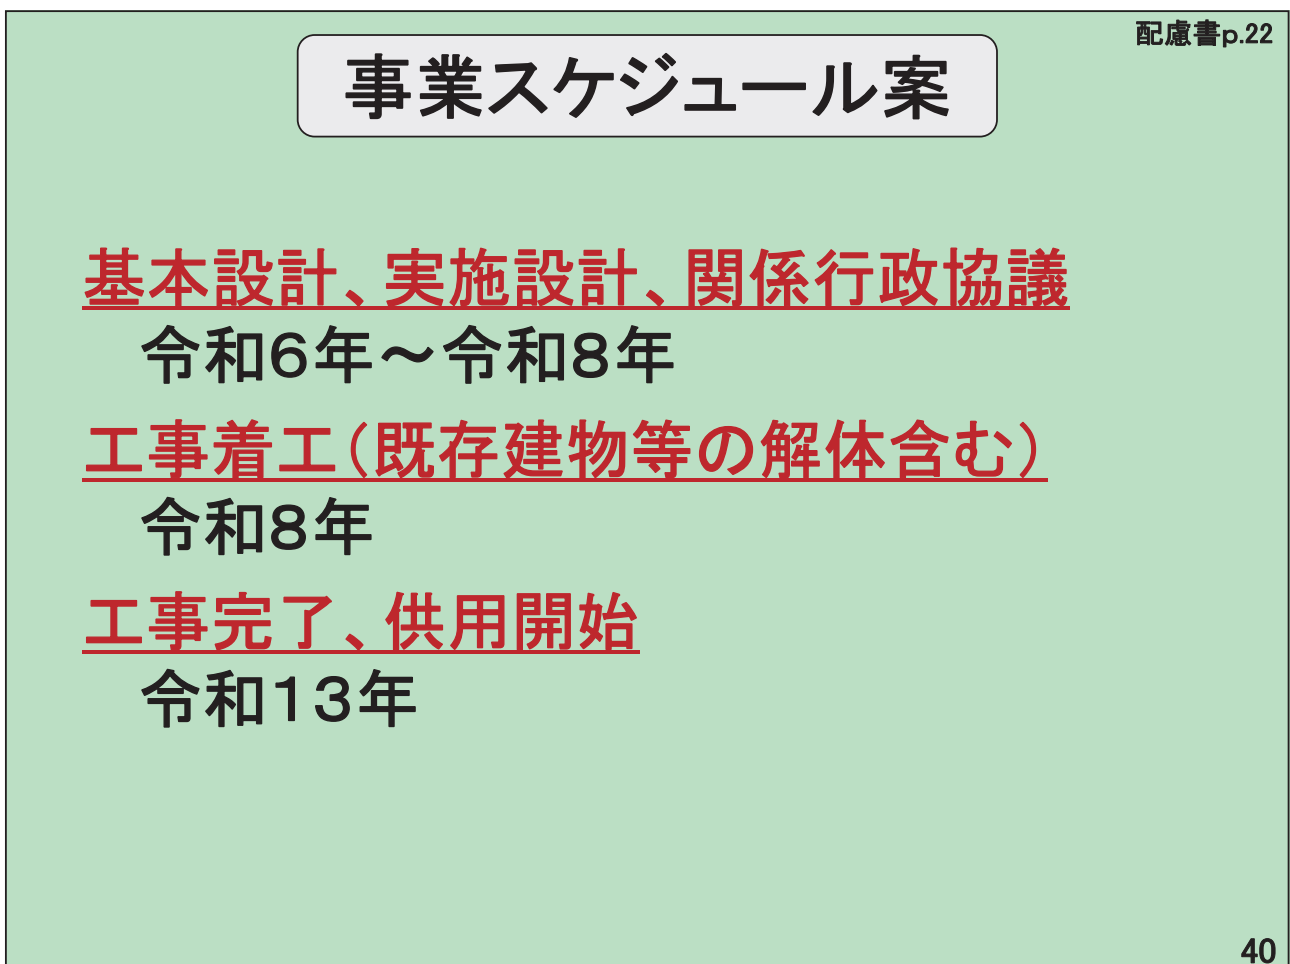 配慮書p.22
事業スケジュール案
基本設計、実施設計、関係行政協議
令和6年～令和8年
工事着工(既存建物等の解体含む)
令和8年
工事完了、供用開始
令和13年
40